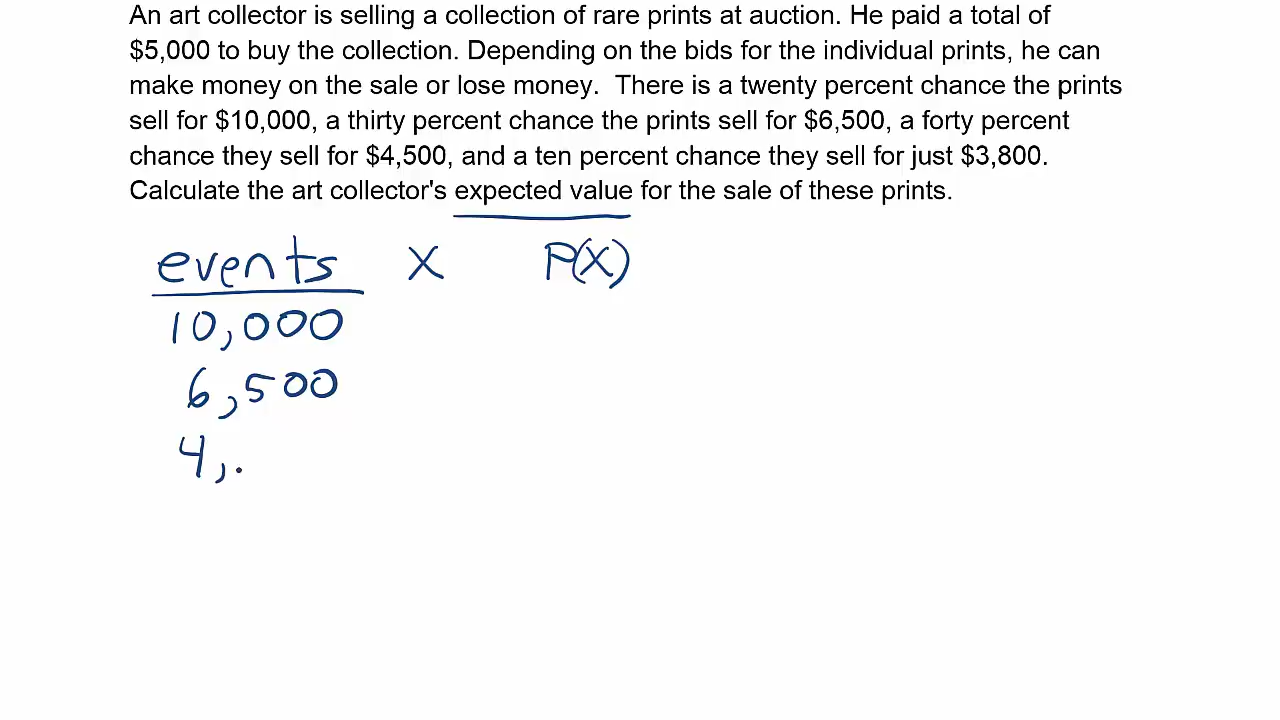 An art collector is selling a collection of rare prints at auction. He paid a total of
$5,000 to buy the collection. Depending on the bids for the individual prints, he can
make money on the sale or lose money.  There is a twenty percent chance the prints
sell for $10,000, a thirty percent chance the prints sell for $6,500, a forty percent
chance they sell for $4,500, and a ten percent chance they sell for just $3,800.
Calculate the art collector's expected value for the sale of these prints.
events X P(X)
10,000
6,500
4,